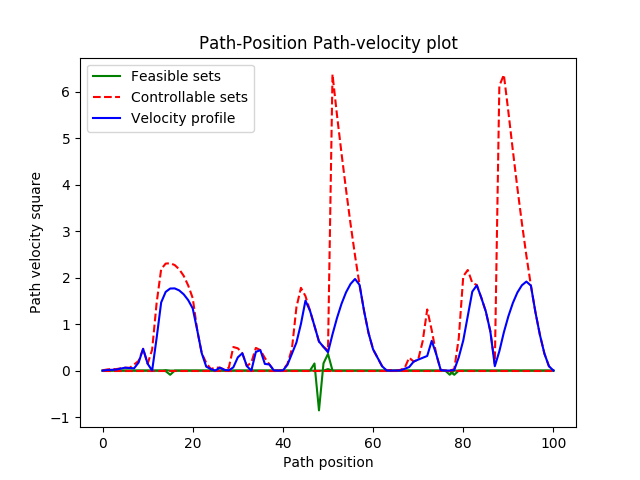 Path-Position Path-velocity plot
Feasible sets
Controllable sets
Velocity profile
Path velocity square
6
5
4
3
2
1
0
−1
0 20 40 60 80 100
Path position